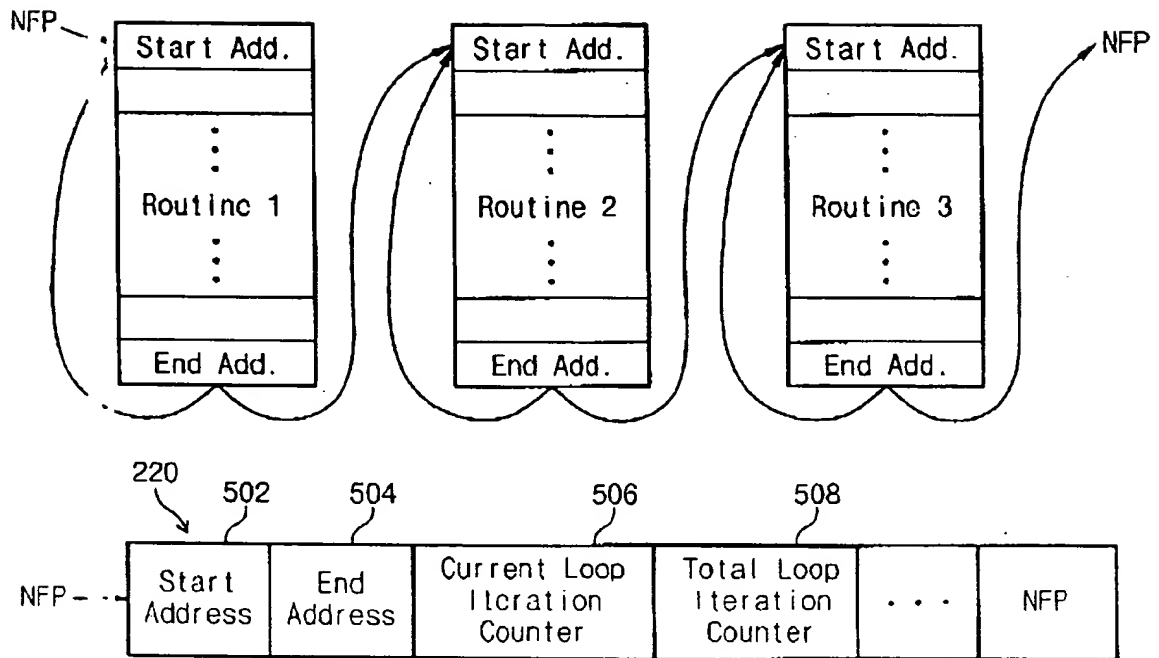 NFP
Start Add.
Start Add.
Start Add.
NFP
Routine 1
Routine 2
Routine 3
End Add.
End Add.
End Add.
220
502
504
506
508
NFP
Start
Address
End
Address
Current Loop
Iteration
Counter
Total Loop
Iteration
Counter
...
NFP